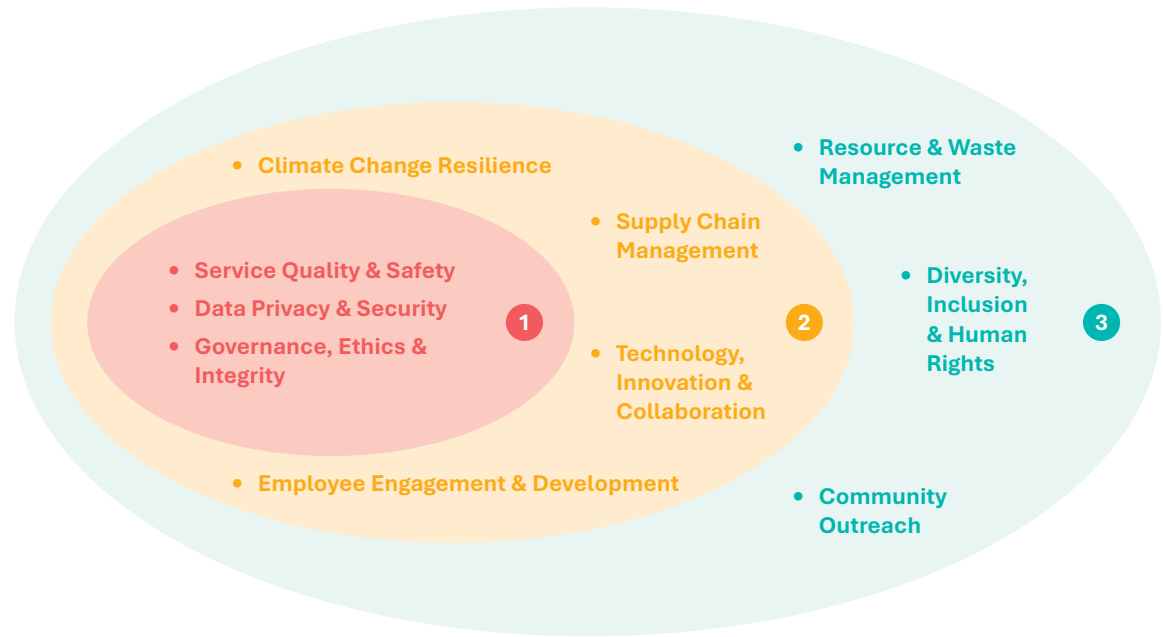 • Climate Change Resilience
• Service Quality & Safety
• Data Privacy & Security
• Governance, Ethics &
Integrity
1
• Employee Engagement & Development
• Supply Chain
Management
• Technology,
Innovation &
Collaboration
2
• Resource & Waste
Management
• Diversity,
Inclusion
& Human
Rights
• Community
Outreach
3